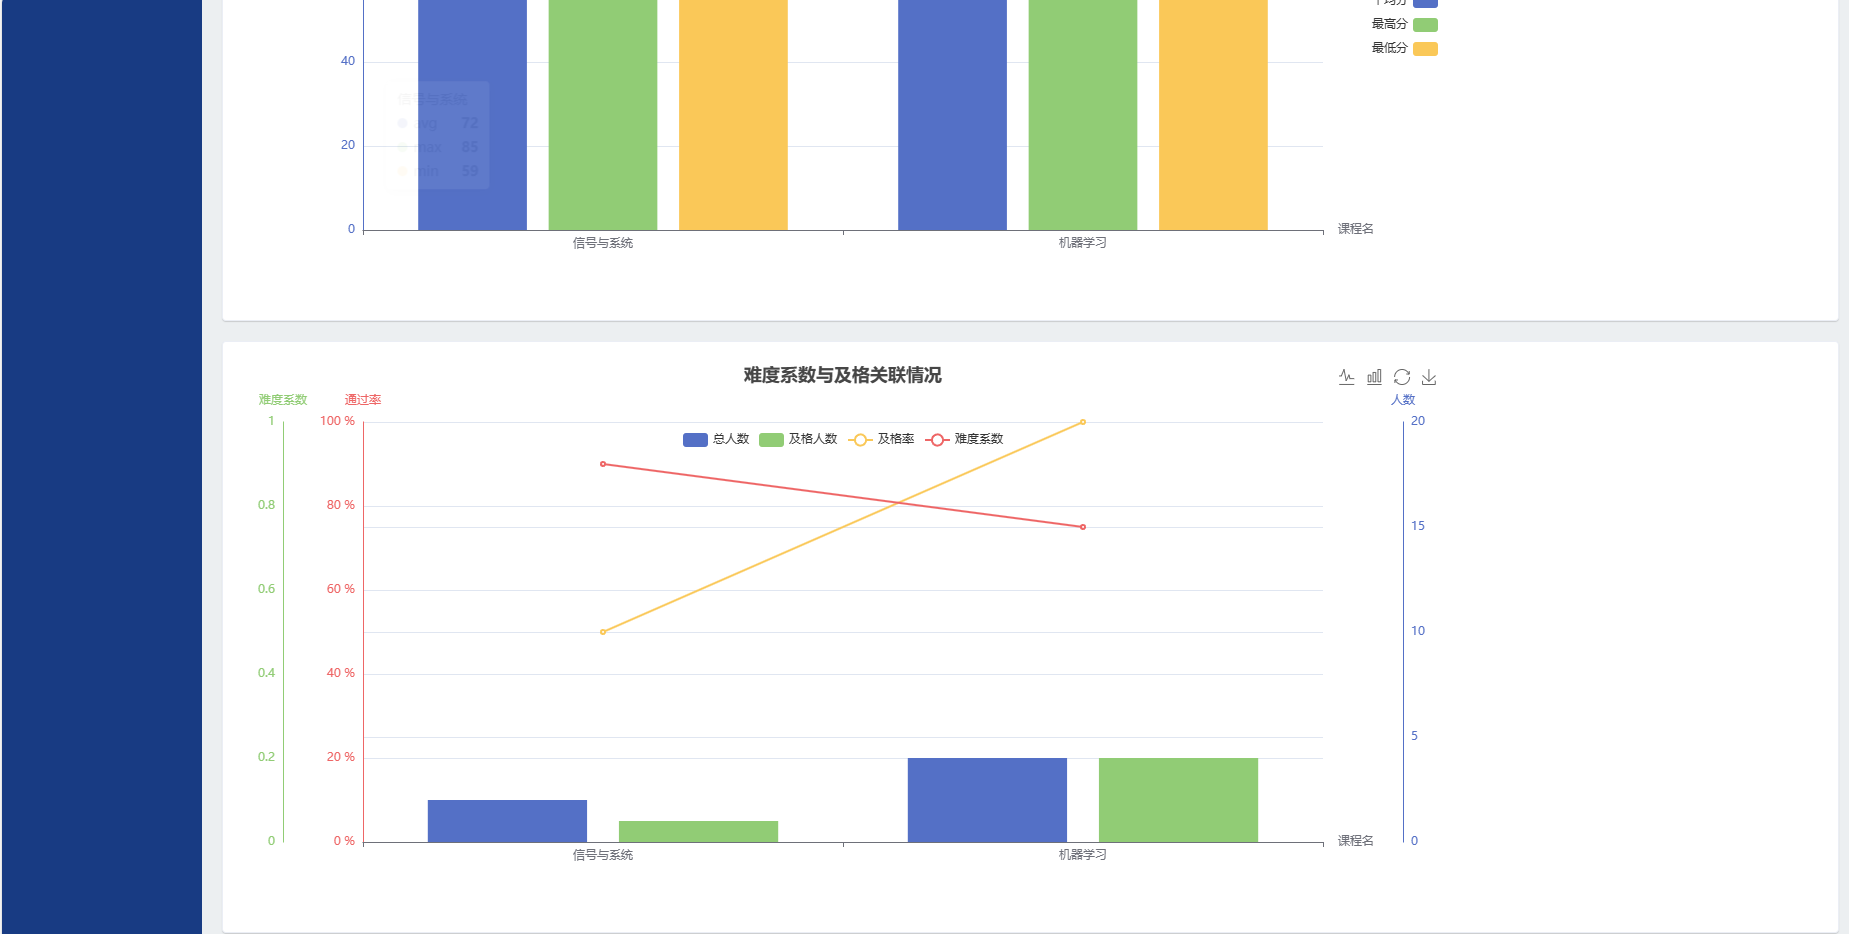 平均分
最高分
最低分
40
20
0
信号与系统
avg 72
max 85
min 59
信号与系统
机器学习
课程名
难度系数与及格关联情况
难度系数
通过率
人数
总人数
及格人数
及格率
难度系数
1
0.8
0.6
0.4
0.2
0
100 %
80 %
60 %
40 %
20 %
0 %
20
15
10
5
0
信号与系统
机器学习
课程名